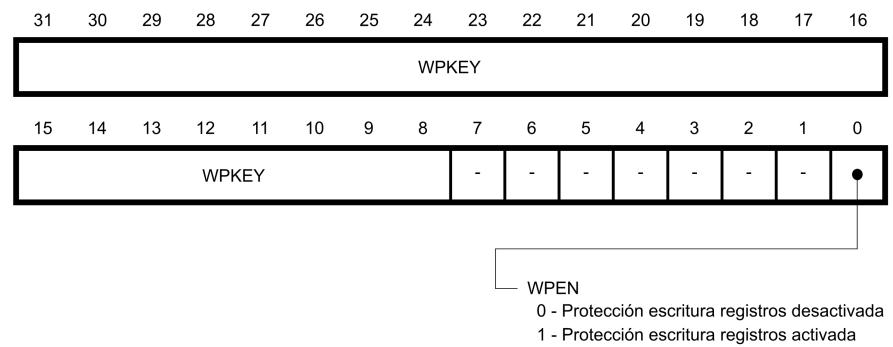 31 30 29 28 27 26 25 24 23 22 21 20 19 18 17 16
WPKEY
15 14 13 12 11 10 9 8 7 6 5 4 3 2 1 0
WPKEY - - - - - - -
WPEN
0 - Protección escritura registros desactivada
1 - Protección escritura registros activada